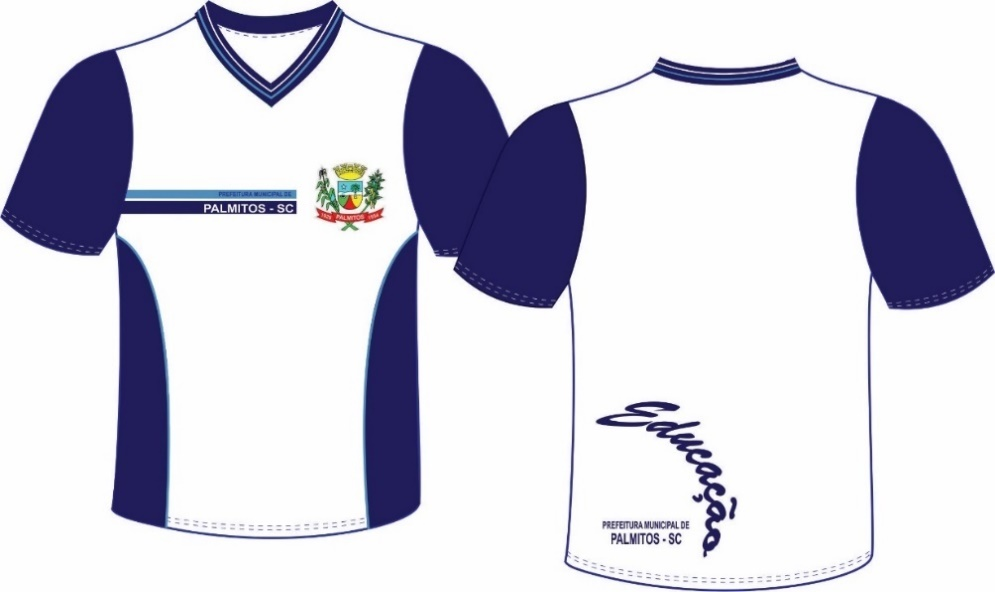 PREFEITURA MUNICIPAL DE
PALMITOS - SC
PALMITOS
Educação
PREFEITURA MUNICIPAL DE
PALMITOS - SC